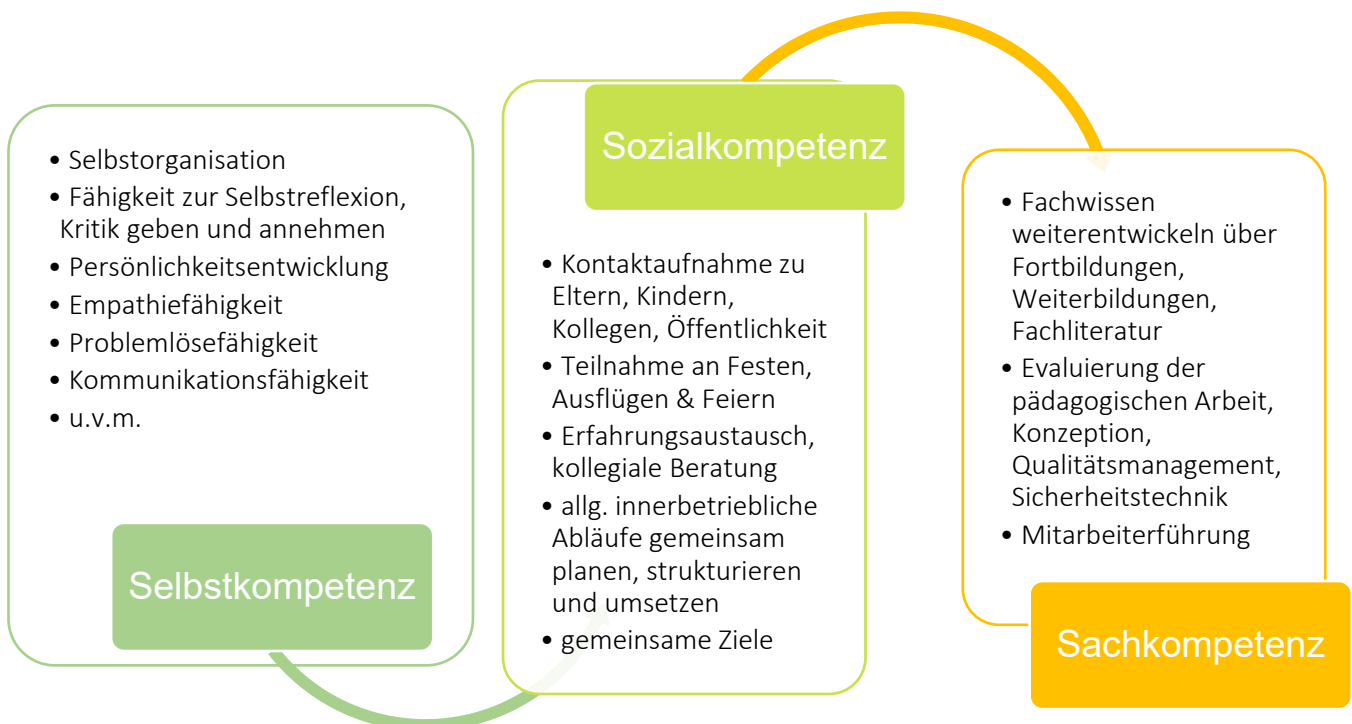 • Selbstorganisation
• Fähigkeit zur Selbstreflexion,
Kritik geben und annehmen
• Persönlichkeitsentwicklung
• Empathiefähigkeit
• Problemlösefähigkeit
• Kommunikationsfähigkeit
• u.v.m.
Selbstkompetenz
Sozialkompetenz
• Kontaktaufnahme zu
Eltern, Kindern,
Kollegen, Öffentlichkeit
• Teilnahme an Festen,
Ausflügen & Feiern
• Erfahrungsaustausch,
kollegiale Beratung
• allg. innerbetriebliche
Abläufe gemeinsam
planen, strukturieren
und umsetzen
• gemeinsame Ziele
• Fachwissen
weiterentwickeln über
Fortbildungen,
Weiterbildungen,
Fachliteratur
• Evaluierung der
pädagogischen Arbeit,
Konzeption,
Qualitätsmanagement,
Sicherheitstechnik
• Mitarbeiterführung
Sachkompetenz